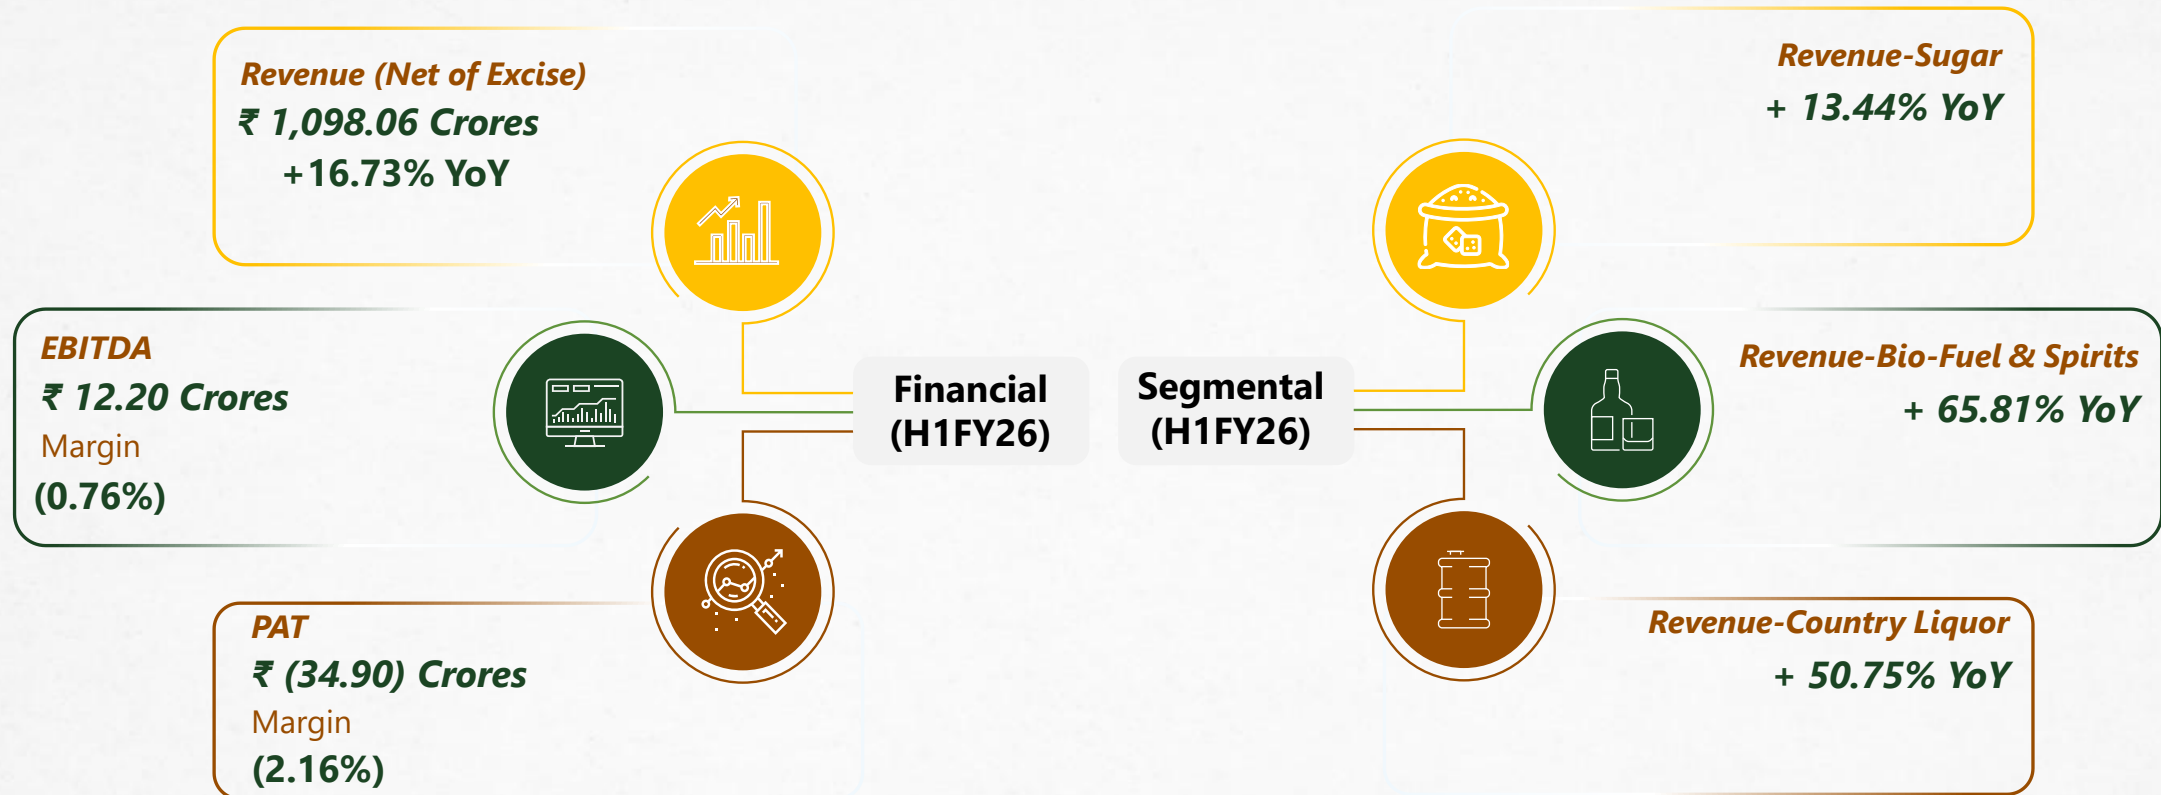 Revenue (Net of Excise)
₹ 1,098.06 Crores
+16.73% YoY
EBITDA
₹ 12.20 Crores
Margin
(0.76%)
PAT
₹ (34.90) Crores
Margin
(2.16%)
Financial
(H1FY26)
Segmental
(H1FY26)
Revenue-Sugar
+ 13.44% YoY
Revenue-Bio-Fuel & Spirits
+ 65.81% YoY
Revenue-Country Liquor
+ 50.75% YoY